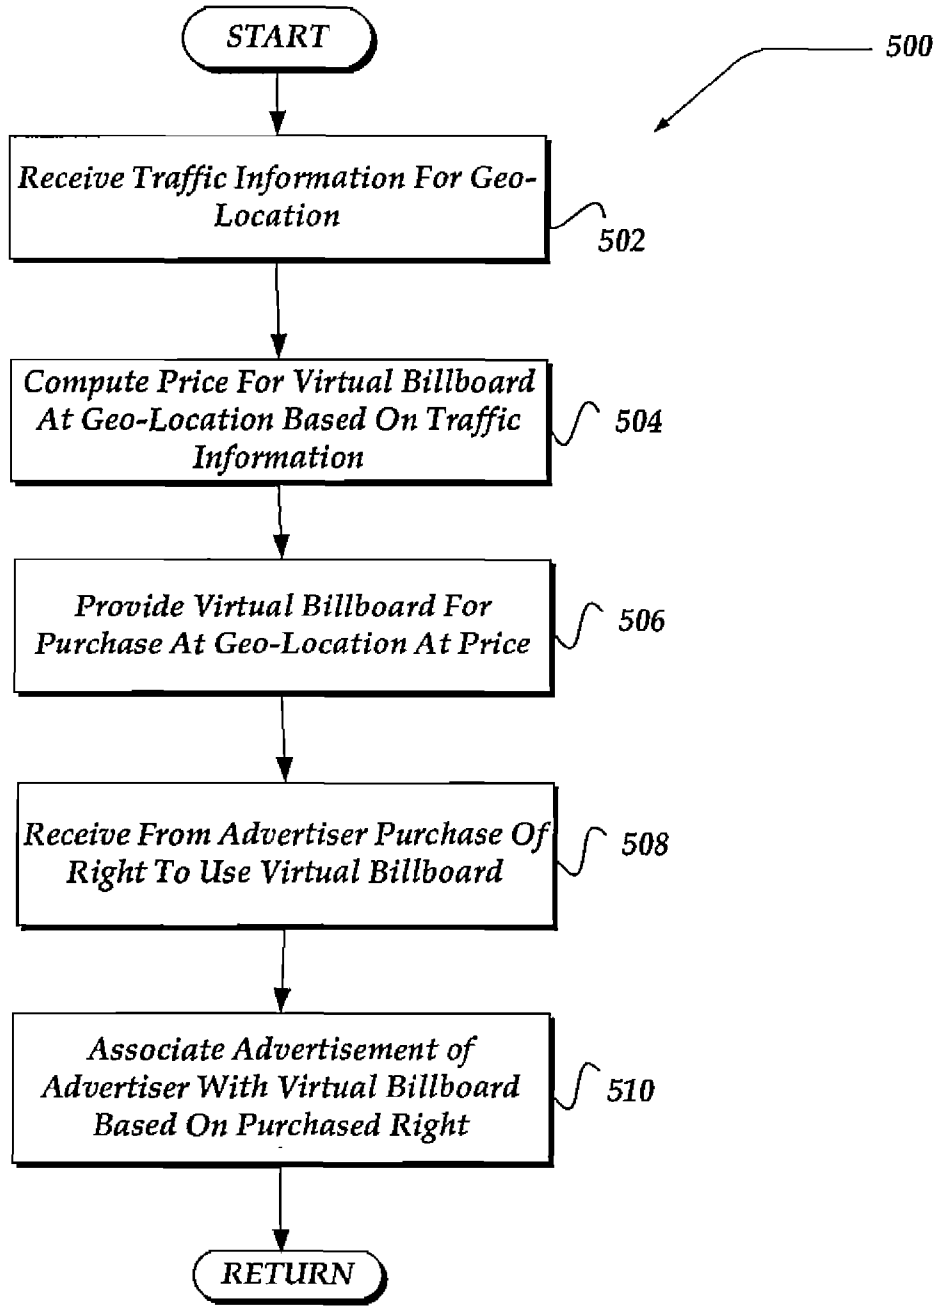 START
500
Receive Traffic Information For Geo-
Location
502
Compute Price For Virtual Billboard
At Geo-Location Based On Traffic
Information
504
Provide Virtual Billboard For
Purchase At Geo-Location At Price
506
Receive From Advertiser Purchase Of
Right To Use Virtual Billboard
508
Associate Advertisement of
Advertiser With Virtual Billboard
Based On Purchased Right
510
RETURN